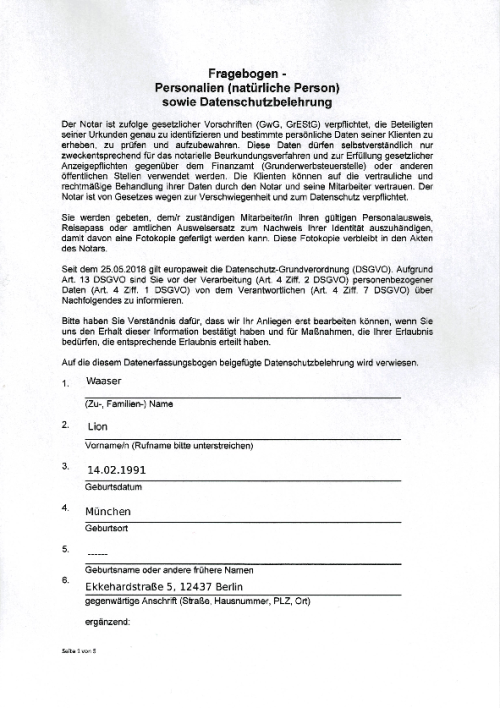 Fragebogen -
Personalien (natürliche Person)
sowie Datenschutzbelehrung
Der Notar ist zufolge gesetzlicher Vorschriften (GwG, GrEStG) verpflichtet, die Beteiligten
seiner Urkunden genau zu identifizieren und bestimmte persönliche Daten seiner Klienten zu
erheben, zu prüfen und aufzubewahren. Diese Daten dürfen selbstverständlich nur
zweckentsprechend für das notarielle Beurkundungsverfahren und zur Erfüllung gesetzlicher
Anzeigepflichten gegenüber dem Finanzamt (Grunderwerbsteuerstelle) oder anderen
öffentlichen Stellen verwendet werden. Die Klienten können auf die vertrauliche und
rechtmäßige Behandlung ihrer Daten durch den Notar und seine Mitarbeiter vertrauen. Der
Notar ist von Gesetzes wegen zur Verschwiegenheit und zum Datenschutz verpflichtet.
Sie werden gebeten, dem/r zuständigen Mitarbeiter/in Ihren gültigen Personalausweis,
Reisepass oder amtlichen Ausweisersatz zum Nachweis Ihrer Identität auszuhändigen,
damit davon eine Fotokopie gefertigt werden kann. Diese Fotokopie verbleibt in den Akten
des Notars.
Seit dem 25.05.2018 gilt europaweit die Datenschutz-Grundverordnung (DSGVO). Aufgrund
Art. 13 DSGVO sind Sie vor der Verarbeitung (Art. 4 Ziff. 2 DSGVO) personenbezogener
Daten (Art. 4 Ziff. 1 DSGVO) von dem Verantwortlichen (Art. 4 Ziff. 7 DSGVO) über
Nachfolgendes zu informieren.
Bitte haben Sie Verständnis dafür, dass wir Ihr Anliegen erst bearbeiten können, wenn Sie
uns den Erhalt dieser Information bestätigt haben und für Maßnahmen, die Ihrer Erlaubnis
bedürfen, die entsprechende Erlaubnis erteilt haben.
Auf die diesem Datenerfassungsbogen beigefügte Datenschutzbelehrung wird verwiesen.
1. Waaser
(Zu-, Familien-) Name
2. Lion
Vorname/n (Rufname bitte unterstreichen)
3. 14.02.1991
Geburtsdatum
4. München
Geburtsort
5. ------
Geburtsname oder andere frühere Namen
6. Ekkehardstraße 5, 12437 Berlin
gegenwärtige Anschrift (Straße, Hausnummer, PLZ, Ort)
ergänzend: